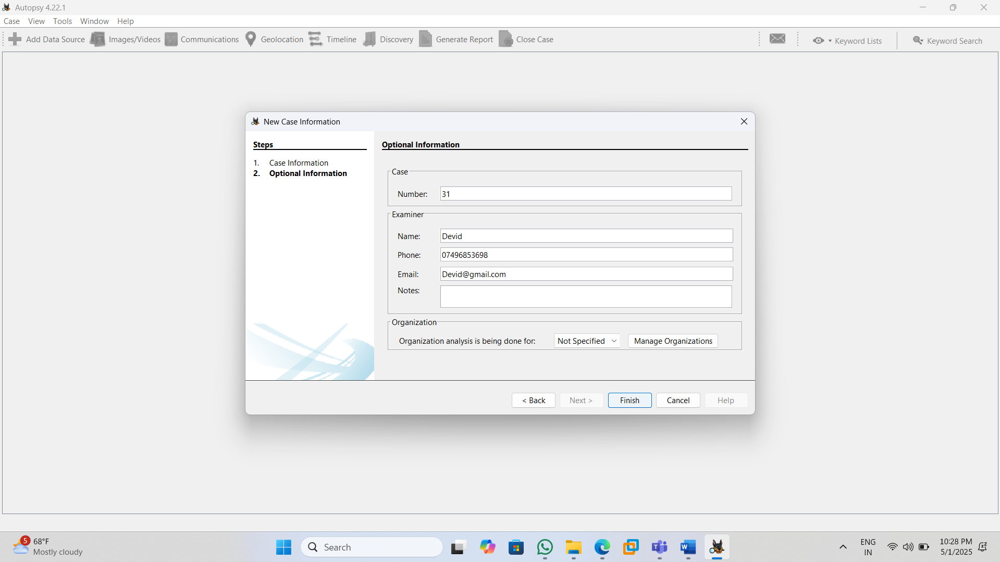 Autopsy 4.22.1
Case View Tools Window Help
Add Data Source Images/Videos Communications Geolocation Timeline Discovery Generate Report Close Case Keyword Lists Keyword Search
New Case Information
Steps
Optional Information
1. Case Information
2. Optional Information
Case
Number: 31
Examiner
Name: Devid
Phone: 07496853698
Email: Devid@gmail.com
Notes:
Organization
Organization analysis is being done for: Not Specified Manage Organizations
< Back Next > Finish Cancel Help
5 68°F
Mostly cloudy
Search
ENG
IN
10:28 PM
5/1/2025